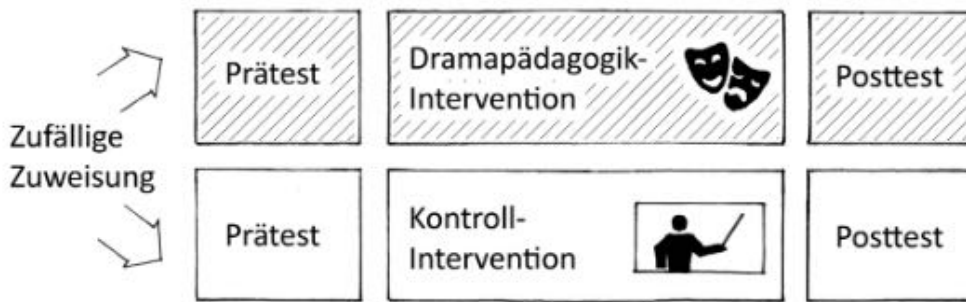 Prätest
Dramapädagogik-
Intervention
Posttest
Zufällige
Zuweisung
Prätest
Kontroll-
Intervention
Posttest